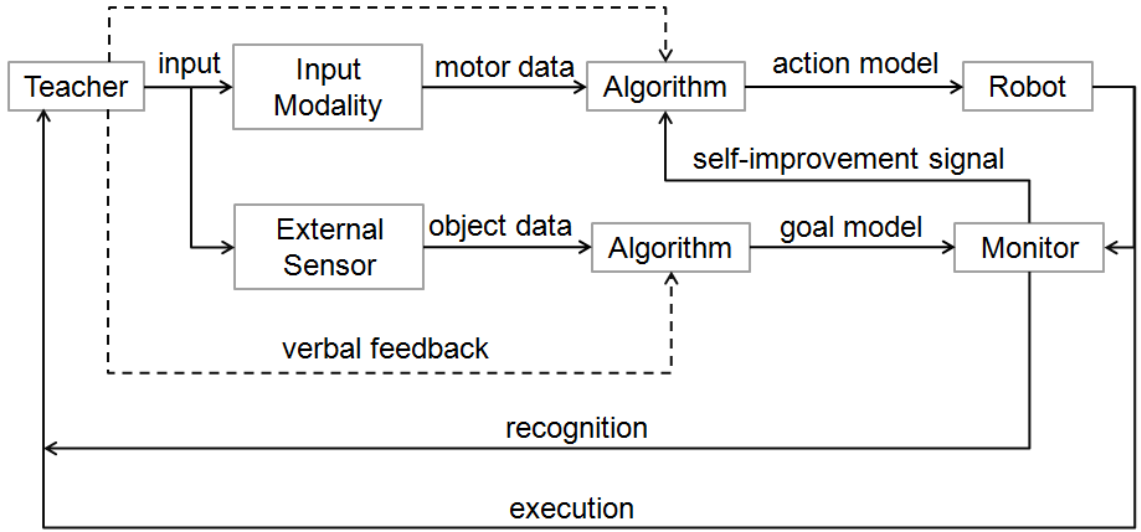 Teacher
input
Input
Modality
motor data
Algorithm
action model
Robot
self-improvement signal
External
Sensor
object data
Algorithm
goal model
Monitor
verbal feedback
recognition
execution